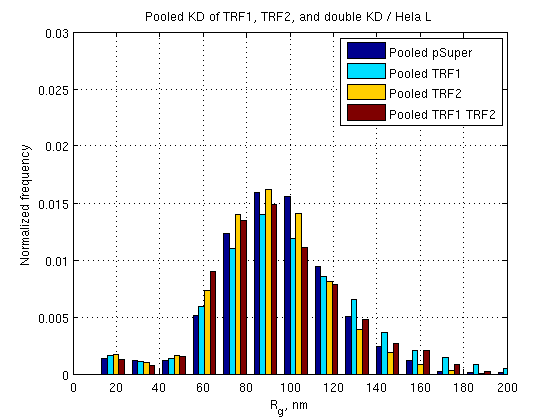 Pooled KD of TRF1, TRF2, and double KD / Hela L
0.03
0.025
0.02
0.015
0.01
0.005
0
Normalized frequency
Pooled pSuper
Pooled TRF1
Pooled TRF2
Pooled TRF1 TRF2
0 20 40 60 80 100 120 140 160 180 200
Rg, nm